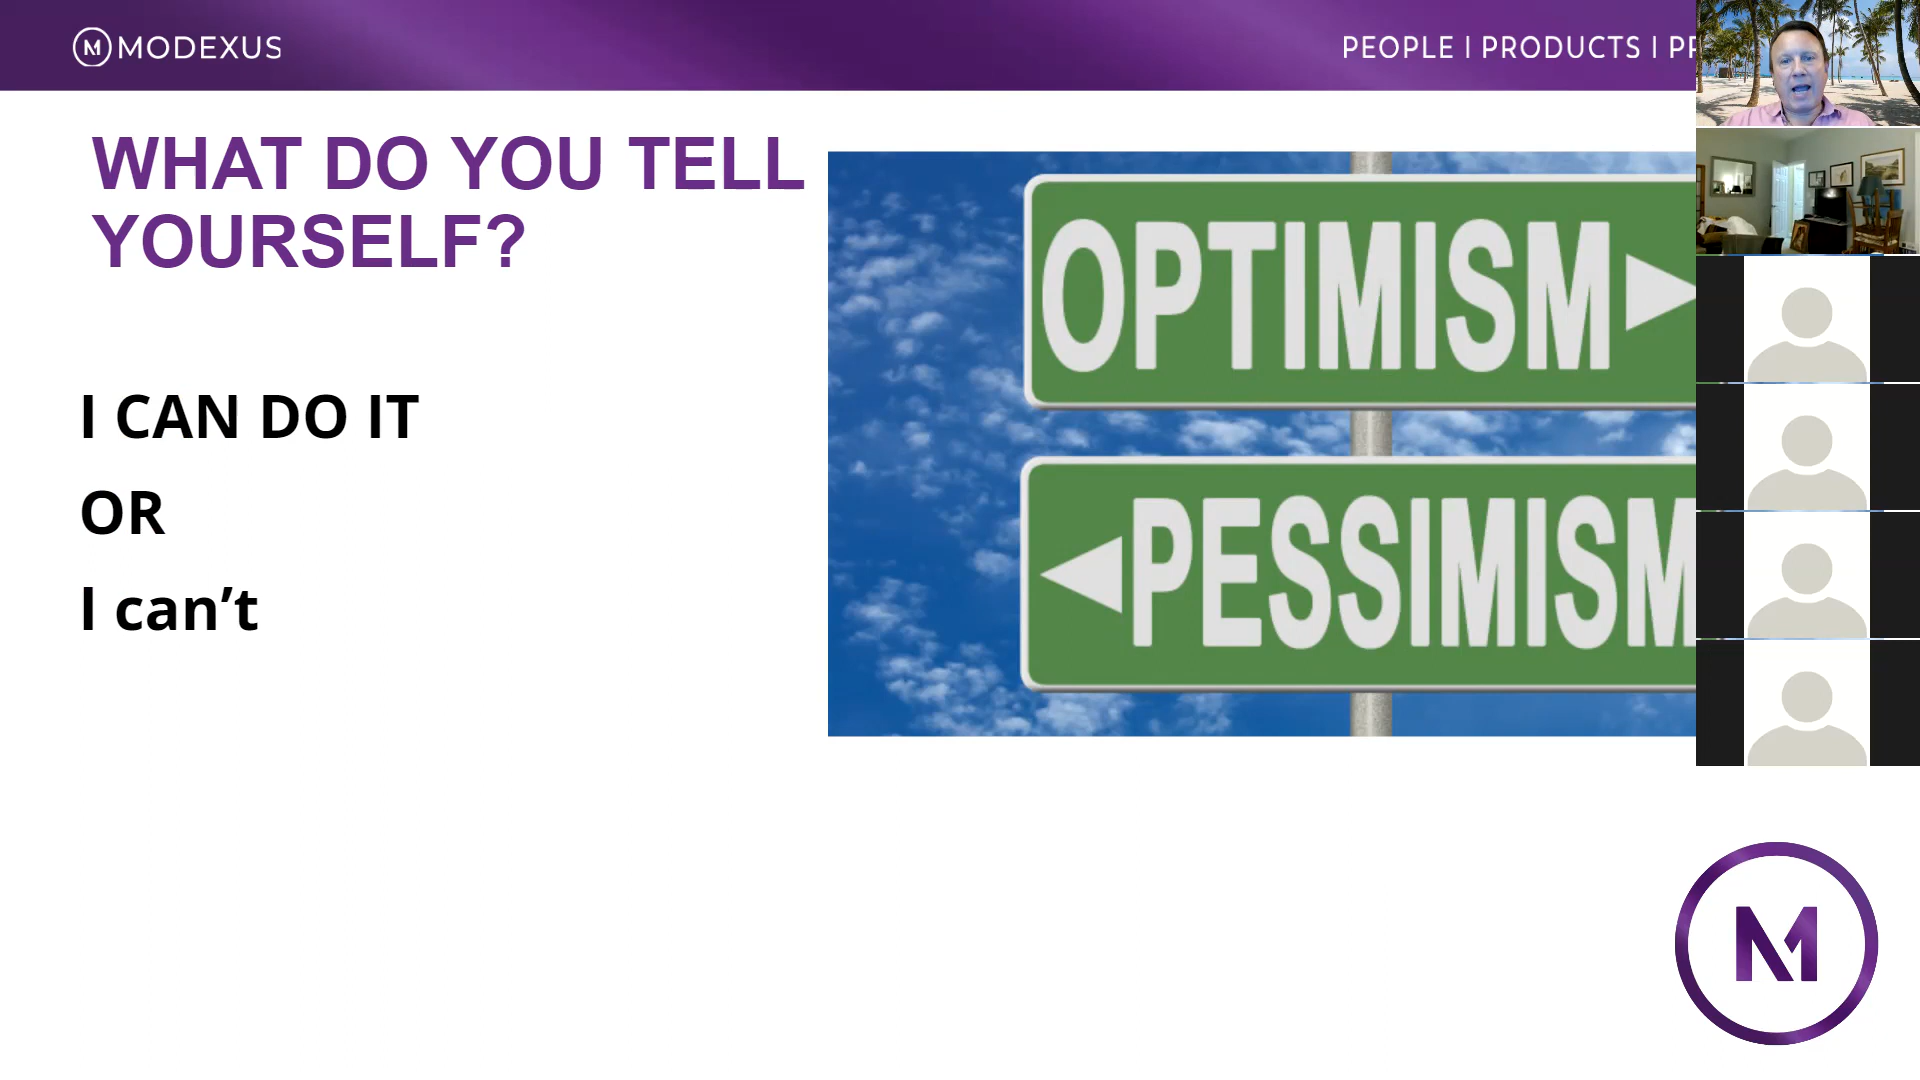 MODEXUS
PEOPLE | PRODUCTS |
WHAT DO YOU TELL
YOURSELF?
I CAN DO IT
OR
I can’t
OPTIMISM
PESSIMISM
M